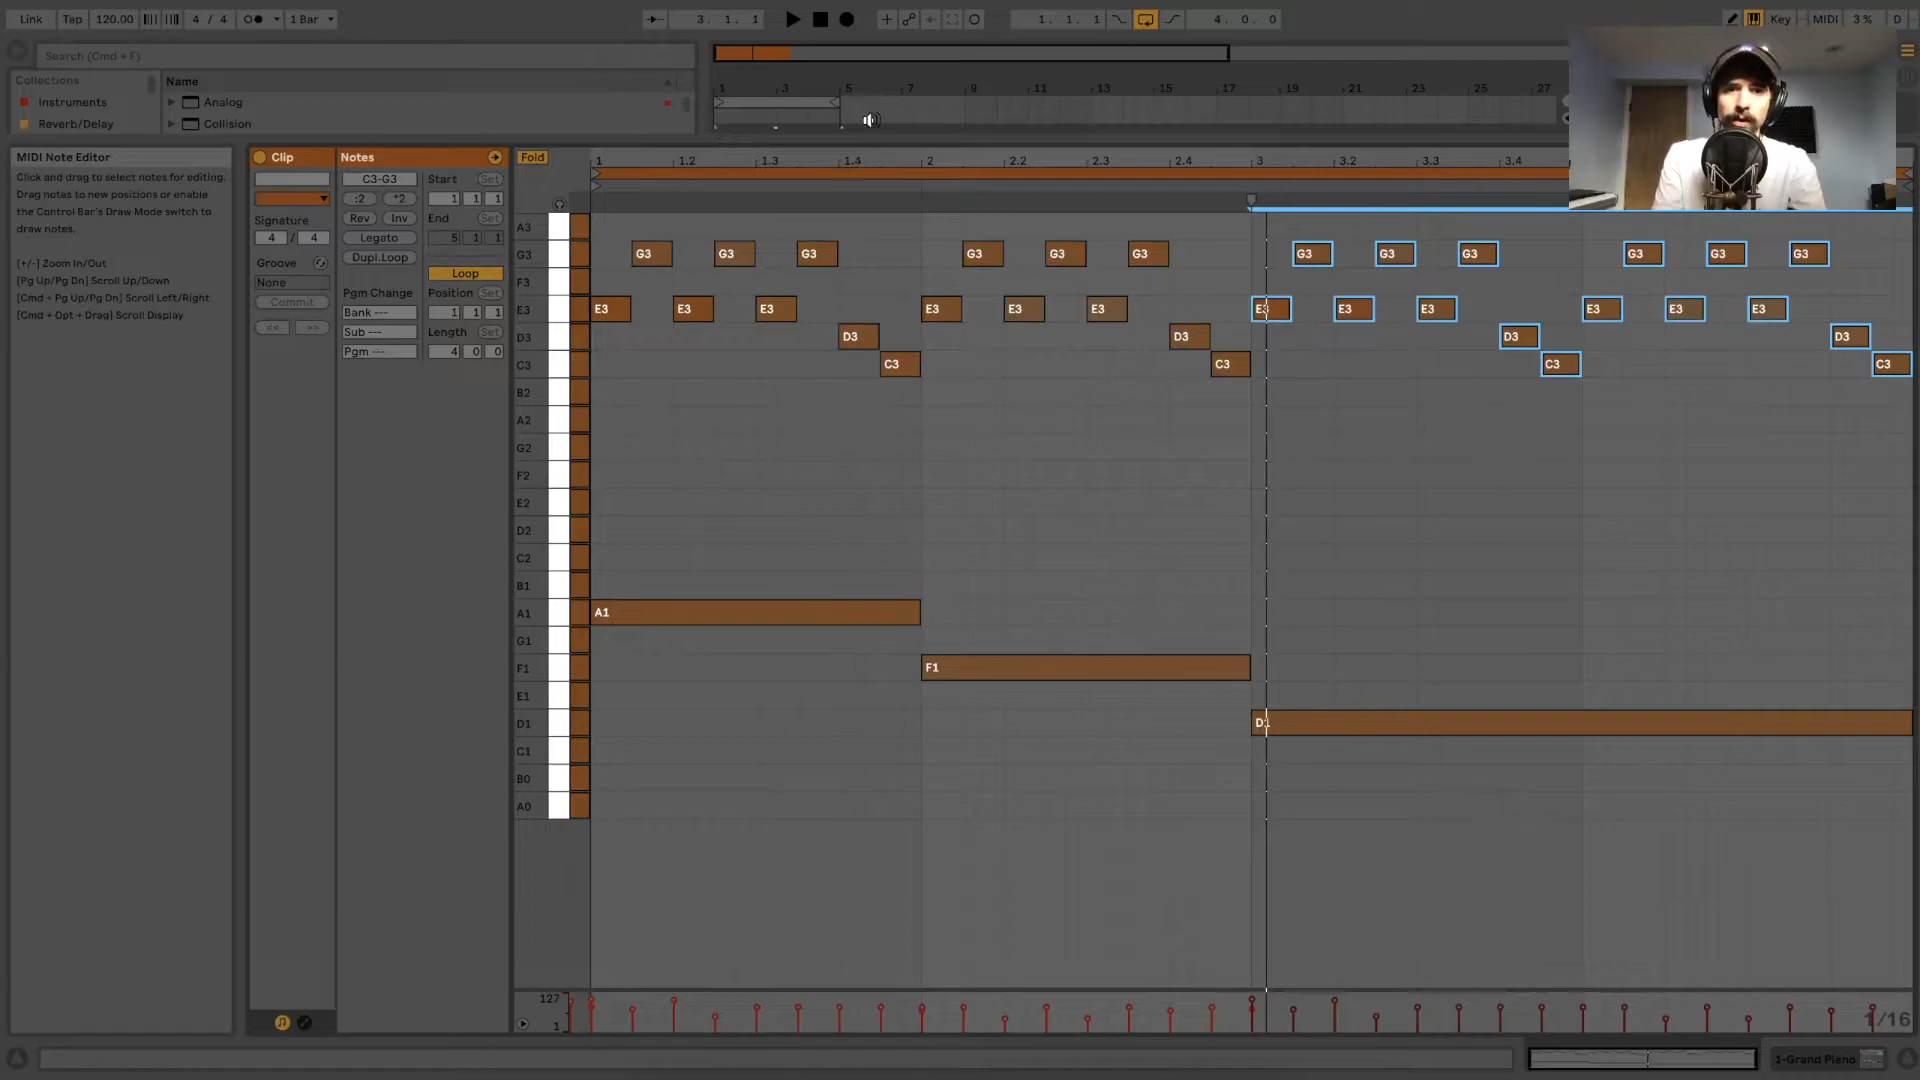 Link Tap 120.00 4 / 4 1 Bar 3. 1. 1 1. 1. 1 4. 0. 0 Key MIDI 3 % D
Search (Cmd + F)
Collections Name
Instruments Analog
Reverb/Delay Collision
1 3 5 7 9 11 13 15 17 19 21 23 25 27
MIDI Note Editor
Click and drag to select notes for editing.
Drag notes to new positions or enable
the Control Bar's Draw Mode switch to
draw notes.
[+/-] Zoom In/Out
[Pg Up/Pg Dn] Scroll Up/Down
[Cmd + Pg Up/Pg Dn] Scroll Left/Right
[Cmd + Opt + Drag] Scroll Display
Clip
Signature
4 / 4
Groove
None
Commit
<< >>
Notes
C3-G3
:2 *2
Rev Inv
Legato
Dupl.Loop
Pgm Change
Bank ---
Sub ---
Pgm ---
Start Set
1 1 1
End Set
5 1 1
Loop
Position Set
1 1 1
Length Set
4 0 0
Fold 1 1.2 1.3 1.4 2 2.2 2.3 2.4 3 3.2 3.3 3.4
A3
G3 G3 G3 G3 G3 G3 G3 G3 G3 G3 G3 G3 G3
F3
E3 E3 E3 E3 E3 E3 E3 E3 E3 E3 E3 E3 E3
D3 D3 D3 D3 D3
C3 C3 C3 C3 C3
B2
A2
G2
F2
E2
D2
C2
B1
A1 A1
G1
F1 F1
E1
D1 D1
C1
B0
A0
127
1
1/16
1-Grand Piano